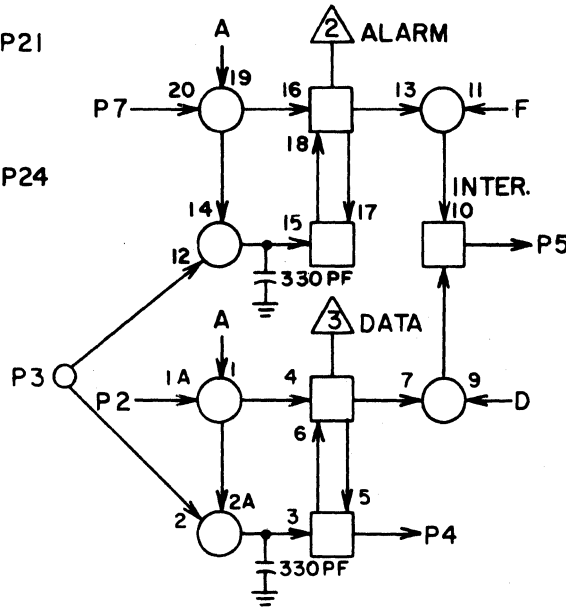 P21
A
2 ALARM
20 19 16 13 11
P7 F
18
P24
INTER.
14 15 17 10
12 P5
330 PF
A
3 DATA
P3
1A 1 4 7 9
P2 D
6
2A 5
2 3
P4
330 PF